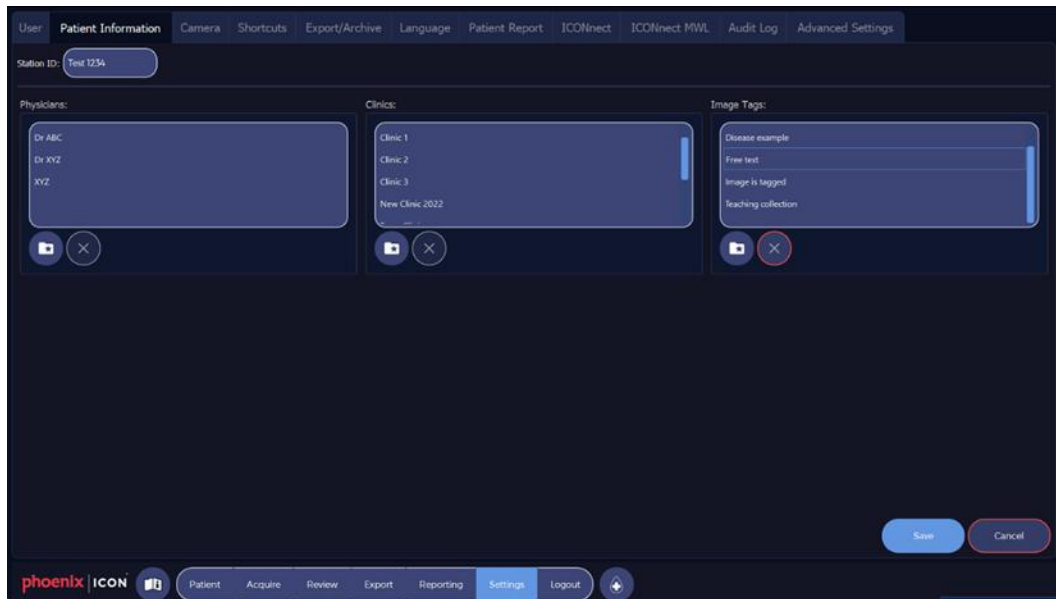 User Patient Information Camera Shortcuts Export/Archive Language Patient Report ICONnect ICONnect MWL Audit Log Advanced Settings
Station ID: Test 1234
Physicians:
Dr ABC
Dr XYZ
XYZ
Clinics:
Clinic 1
Clinic 2
Clinic 3
New Clinic 2022
Image Tags:
Disease example
Free text
Image is tagged
Teaching collection
Save Cancel
phoenix | ICON Patient Acquire Review Export Reporting Settings Logout